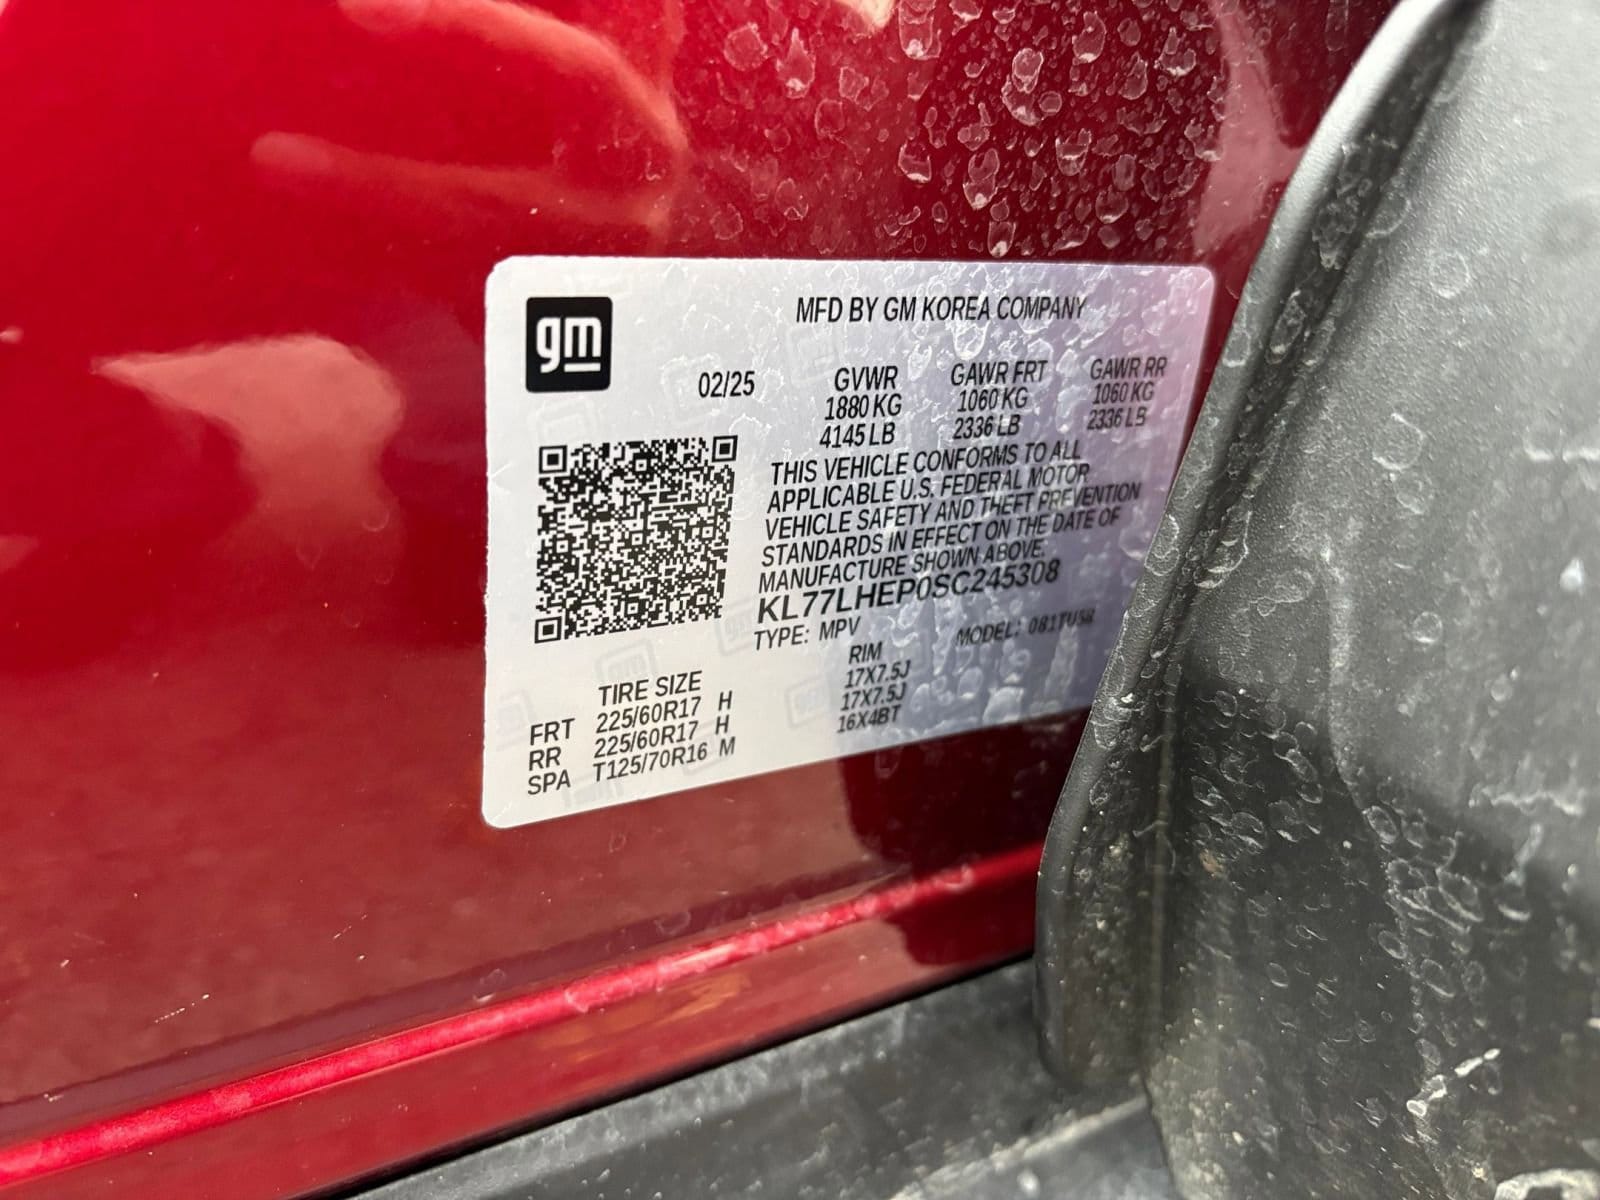 gm
MFD BY GM KOREA COMPANY
02/25
GVWR GAWR FRT GAWR RR
1880 KG 1060 KG 1060 KG
4145 LB 2336 LB 2336 LB
THIS VEHICLE CONFORMS TO ALL
APPLICABLE U.S. FEDERAL MOTOR
VEHICLE SAFETY AND THEFT PREVENTION
STANDARDS IN EFFECT ON THE DATE OF
MANUFACTURE SHOWN ABOVE.
KL77LHEP0SC245308
TYPE: MPV MODEL:
TIRE SIZE RIM
FRT 225/60R17 H 17X7.5J
RR 225/60R17 H 17X7.5J
SPA T125/70R16 M 16X4BT